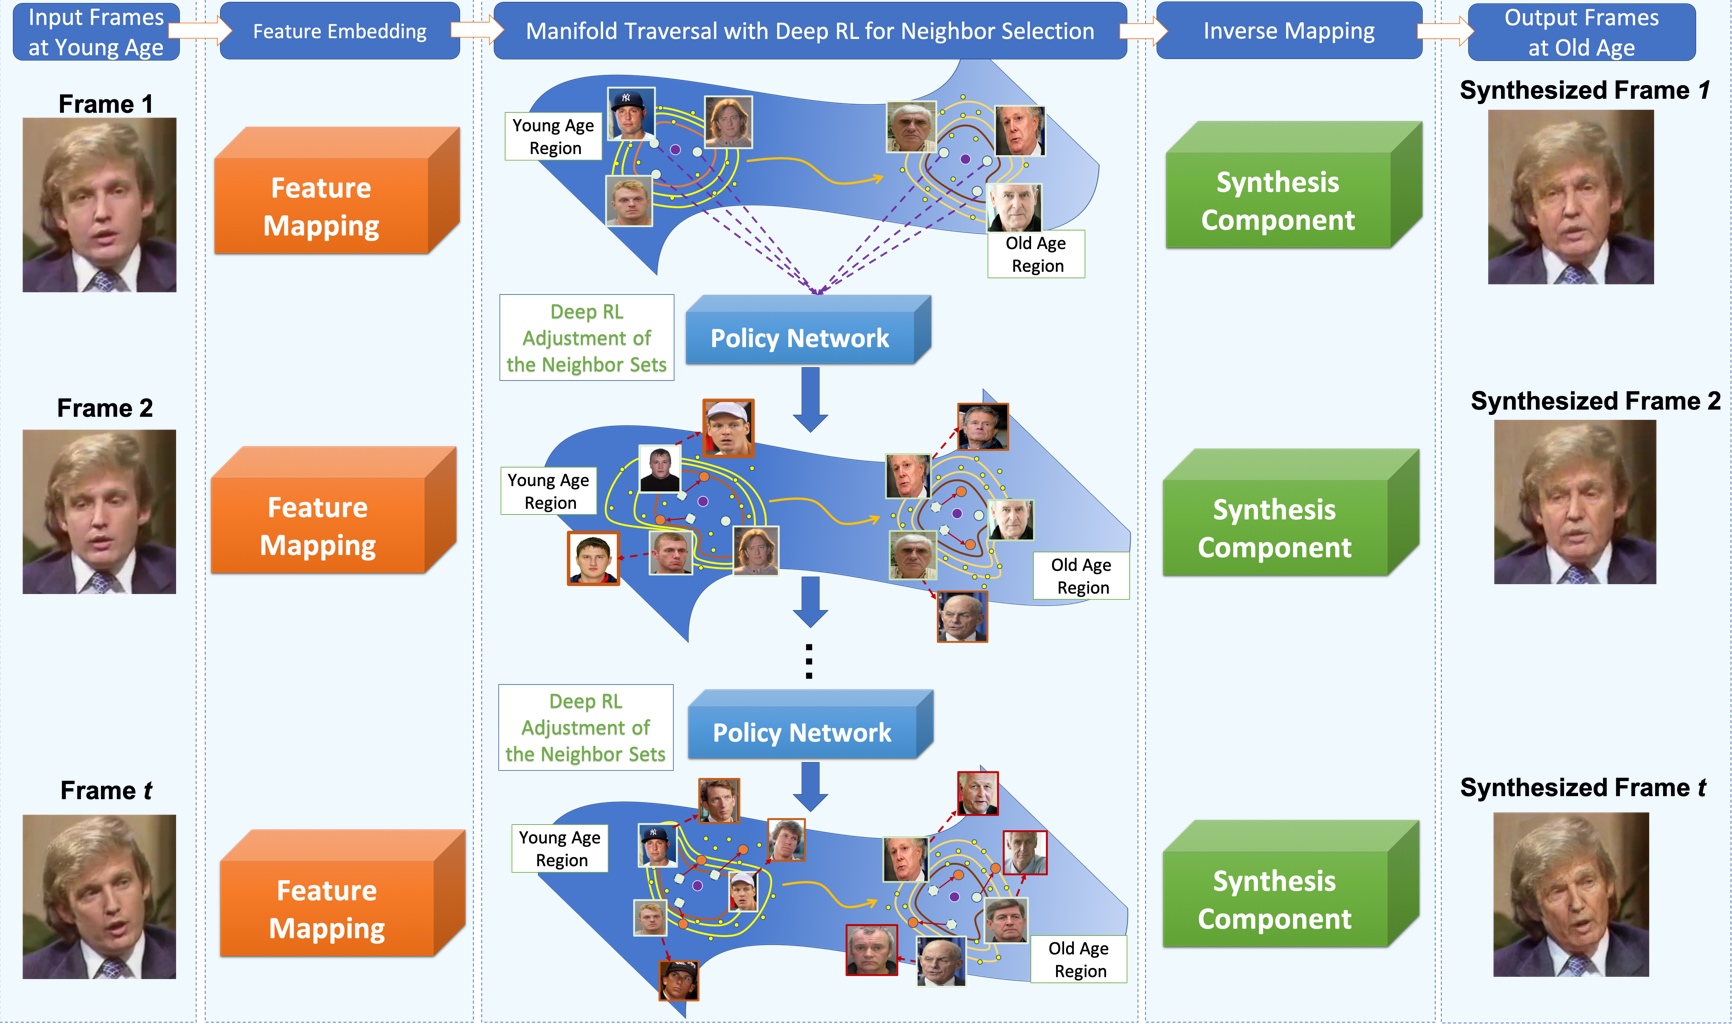 Input Frames
at Young Age
Feature Embedding
Manifold Traversal with Deep RL for Neighbor Selection
Inverse Mapping
Output Frames
at Old Age
Frame 1
Feature
Mapping
Young Age
Region
Old Age
Region
Synthesis
Component
Synthesized Frame 1
Deep RL
Adjustment of
the Neighbor Sets
Policy Network
Frame 2
Feature
Mapping
Young Age
Region
Old Age
Region
Synthesis
Component
Synthesized Frame 2
Deep RL
Adjustment of
the Neighbor Sets
Policy Network
Frame t
Feature
Mapping
Young Age
Region
Old Age
Region
Synthesis
Component
Synthesized Frame t